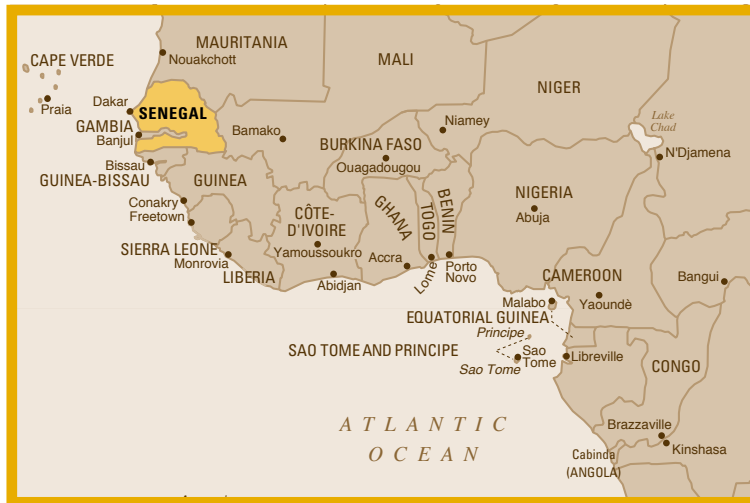 MAURITANIA
CAPE VERDE
Nouakchott
MALI
NIGER
Praia
Dakar
SENEGAL
Lake
Chad
GAMBIA
Banjul
Bamako
Niamey
BURKINA FASO
Ouagadougou
N'Djamena
Bissau
GUINEA-BISSAU
GUINEA
NIGERIA
Abuja
BENIN
TOGO
GHANA
Conakry
Freetown
CÔTE-
D'IVOIRE
Yamoussoukro
SIERRA LEONE
Monrovia
LIBERIA
Abidjan
Accra
Lome
Porto
Novo
CAMEROON
Yaoundè
Bangui
Malabo
EQUATORIAL GUINEA
Principe
SAO TOME AND PRINCIPE
Sao
Tome
Sao Tome
Libreville
CONGO
ATLANTIC
OCEAN
Brazzaville
Kinshasa
Cabinda
(ANGOLA)